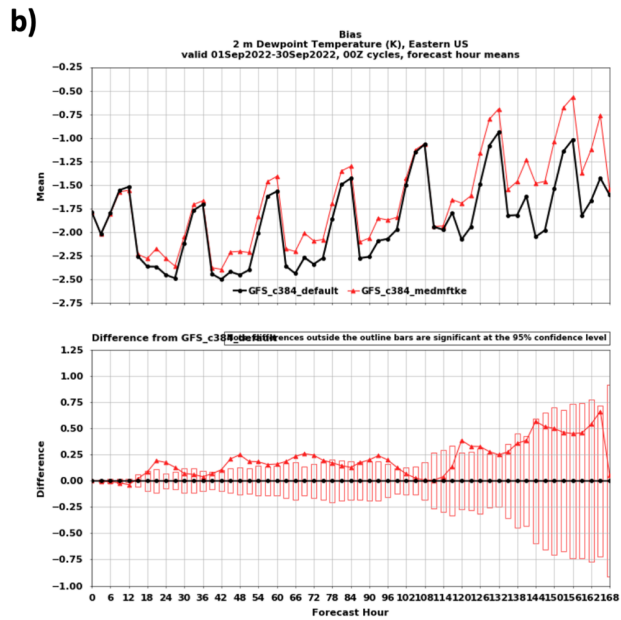 b)
Bias
2 m Dewpoint Temperature (K), Eastern US
valid 01Sep2022-30Sep2022, 00Z cycles, forecast hour means
−0.25
−0.50
−0.75
−1.00
−1.25
−1.50
−1.75
−2.00
−2.25
−2.50
−2.75
Mean
GFS_c384_default GFS_c384_medmftke
Difference from GFS_c384_default
differences outside the outline bars are significant at the 95% confidence level
1.25
1.00
0.75
0.50
0.25
0.00
−0.25
−0.50
−0.75
−1.00
Difference
0 6 12 18 24 30 36 42 48 54 60 66 72 78 84 90 96 102 108 114 120 126 132 138 144 150 156 162 168
Forecast Hour